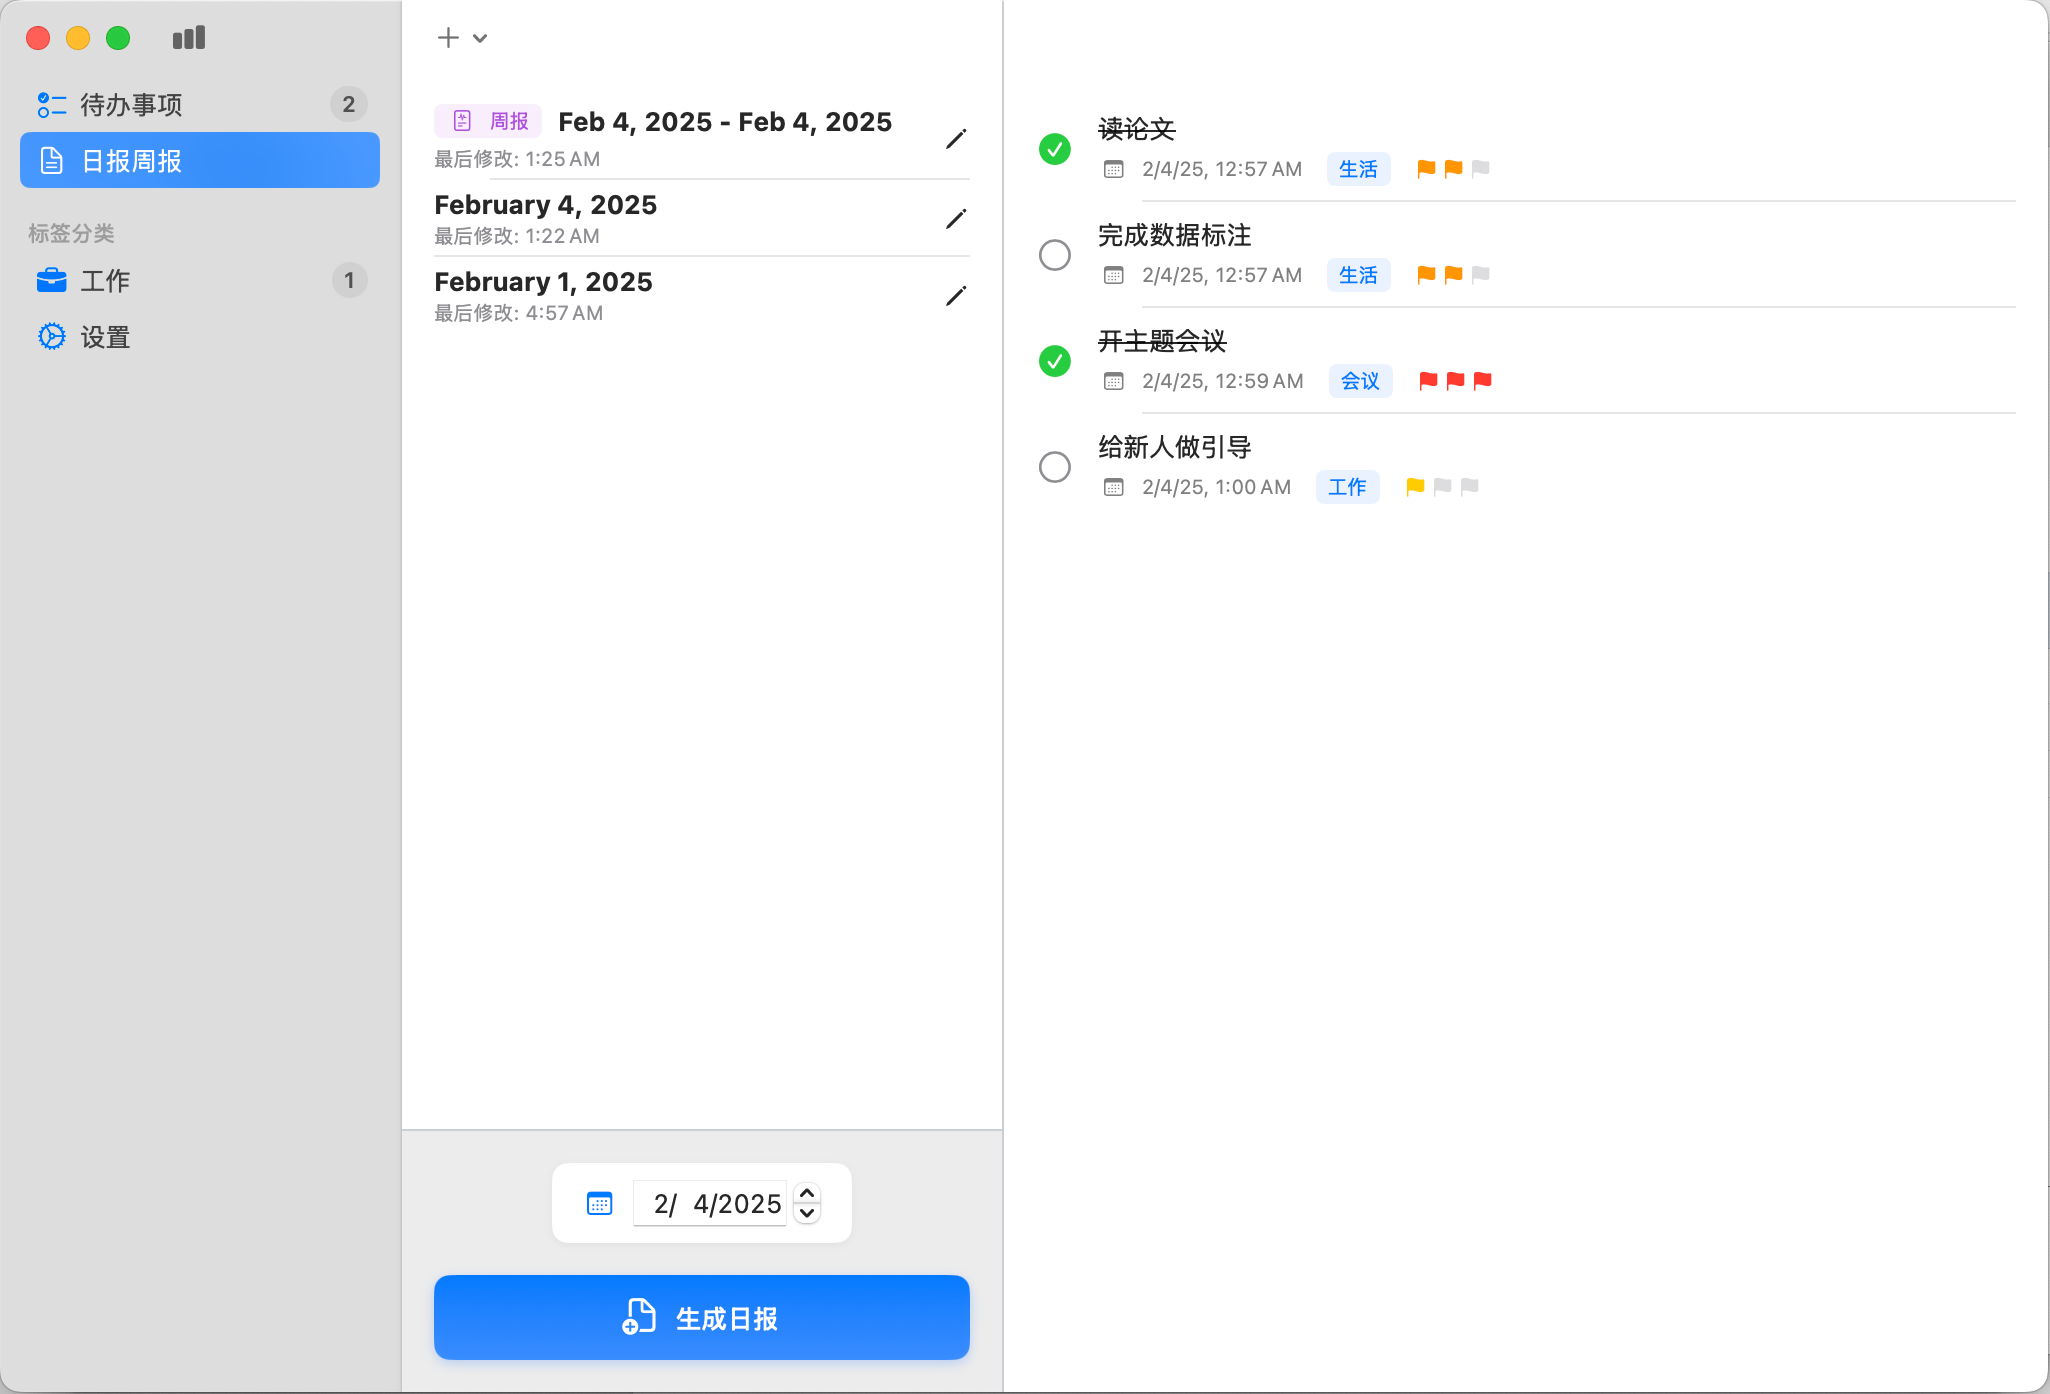 待办事项 2
日报周报
标签分类
工作 1
设置
周报 Feb 4, 2025 - Feb 4, 2025
最后修改: 1:25 AM
February 4, 2025
最后修改: 1:22 AM
February 1, 2025
最后修改: 4:57 AM
2/ 4/2025
生成日报
读论文
2/4/25, 12:57 AM 生活
完成数据标注
2/4/25, 12:57 AM 生活
开主题会议
2/4/25, 12:59 AM 会议
给新人做引导
2/4/25, 1:00 AM 工作